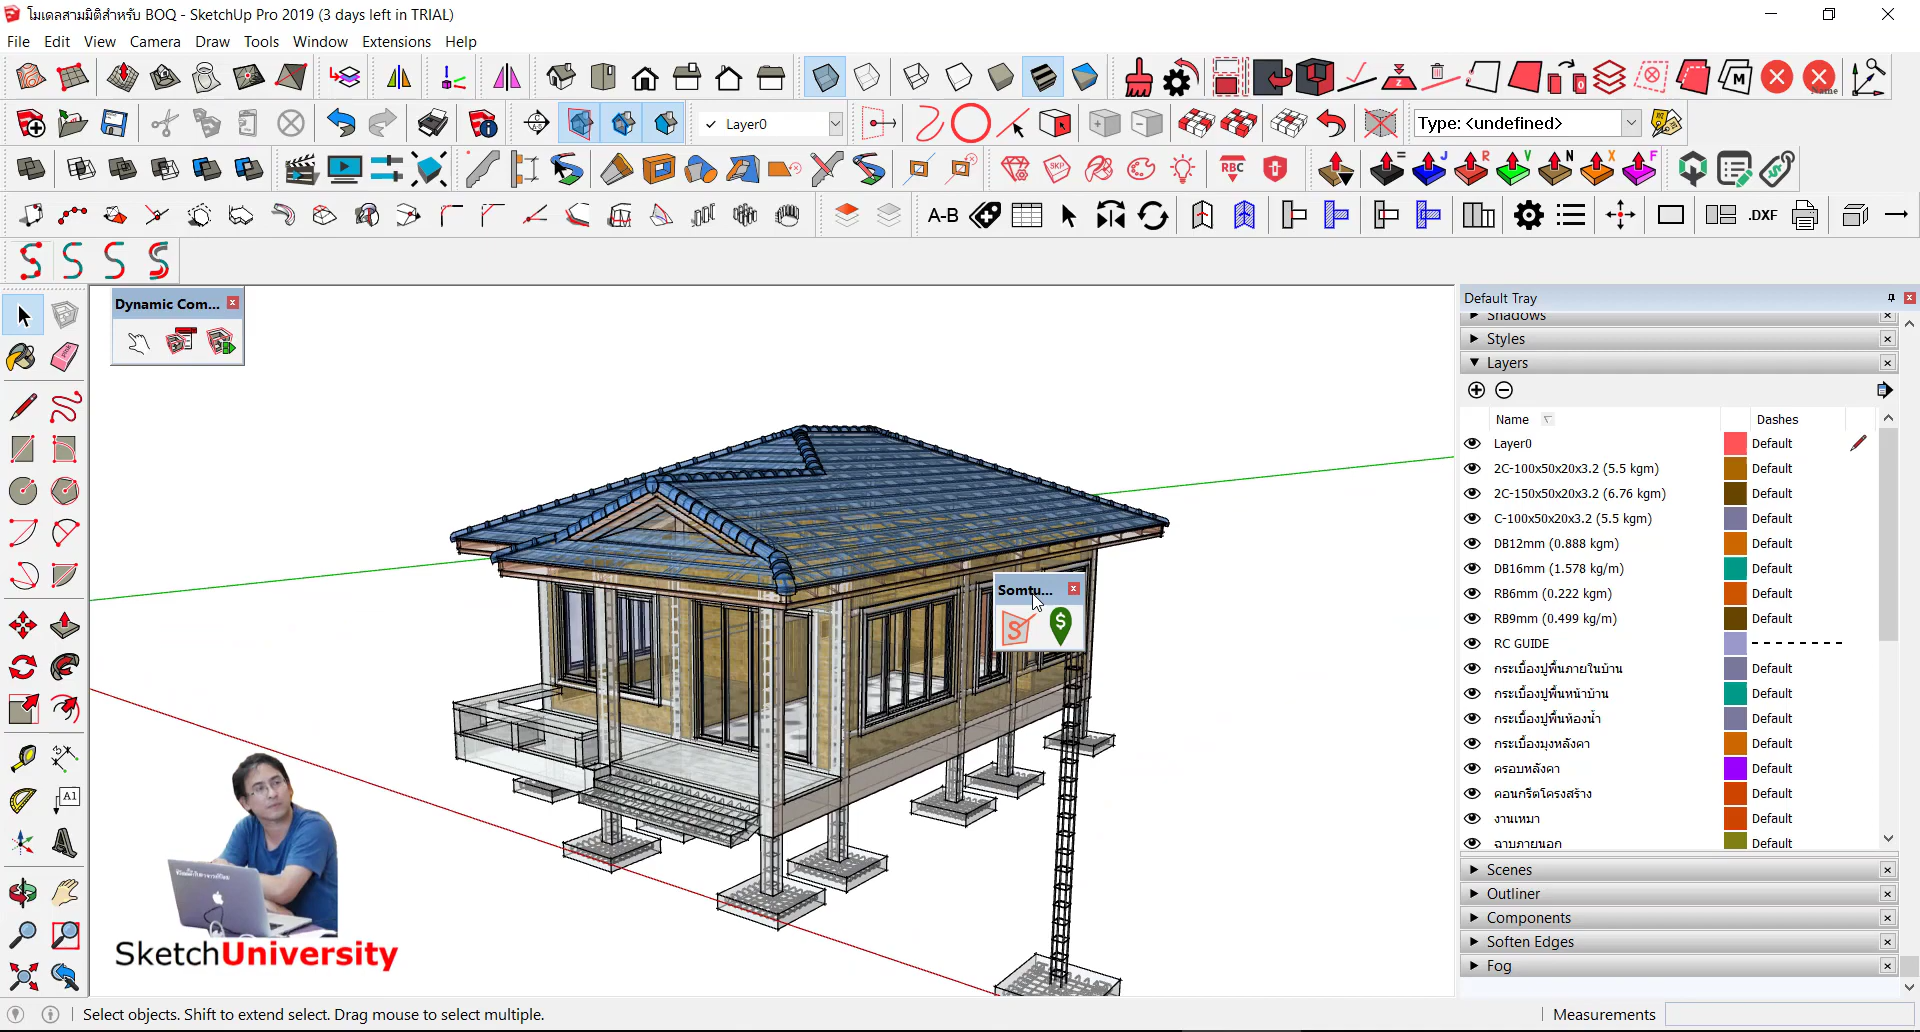 โมเดลสามมิติสำหรับ BOQ - SketchUp Pro 2019 (3 days left in TRIAL)
File Edit View Camera Draw Tools Window Extensions Help
Layer0
Type: <undefined>
A-B
.DXF
Dynamic Com...
Somtu...
SketchUniversity
Default Tray
Shadows
Styles
Layers
Name Dashes
Layer0 Default
2C-100x50x20x3.2 (5.5 kgm) Default
2C-150x50x20x3.2 (6.76 kgm) Default
C-100x50x20x3.2 (5.5 kgm) Default
DB12mm (0.888 kgm) Default
DB16mm (1.578 kg/m) Default
RB6mm (0.222 kgm) Default
RB9mm (0.499 kg/m) Default
RC GUIDE
กระเบื้องปูพื้นภายในบ้าน Default
กระเบื้องปูพื้นหน้าบ้าน Default
กระเบื้องปูพื้นห้องน้ำ Default
กระเบื้องมุงหลังคา Default
ครอบหลังคา Default
คอนกรีตโครงสร้าง Default
งานเหมา Default
ฉาบภายนอก Default
Scenes
Outliner
Components
Soften Edges
Fog
Select objects. Shift to extend select. Drag mouse to select multiple.
Measurements